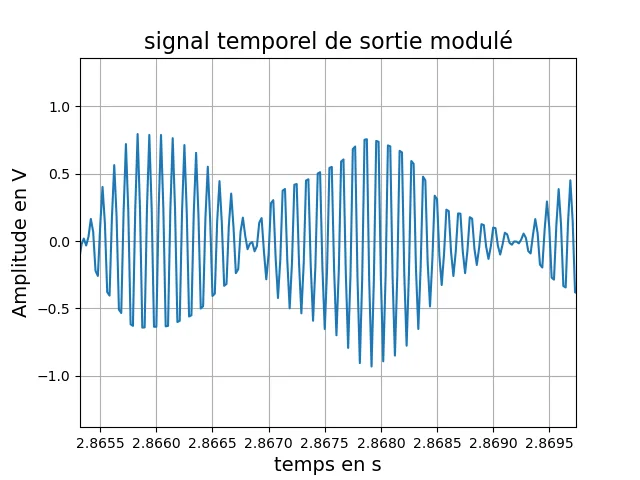 signal temporel de sortie modulé
Amplitude en V
1.0
0.5
0.0
−0.5
−1.0
2.8655 2.8660 2.8665 2.8670 2.8675 2.8680 2.8685 2.8690 2.8695
temps en s